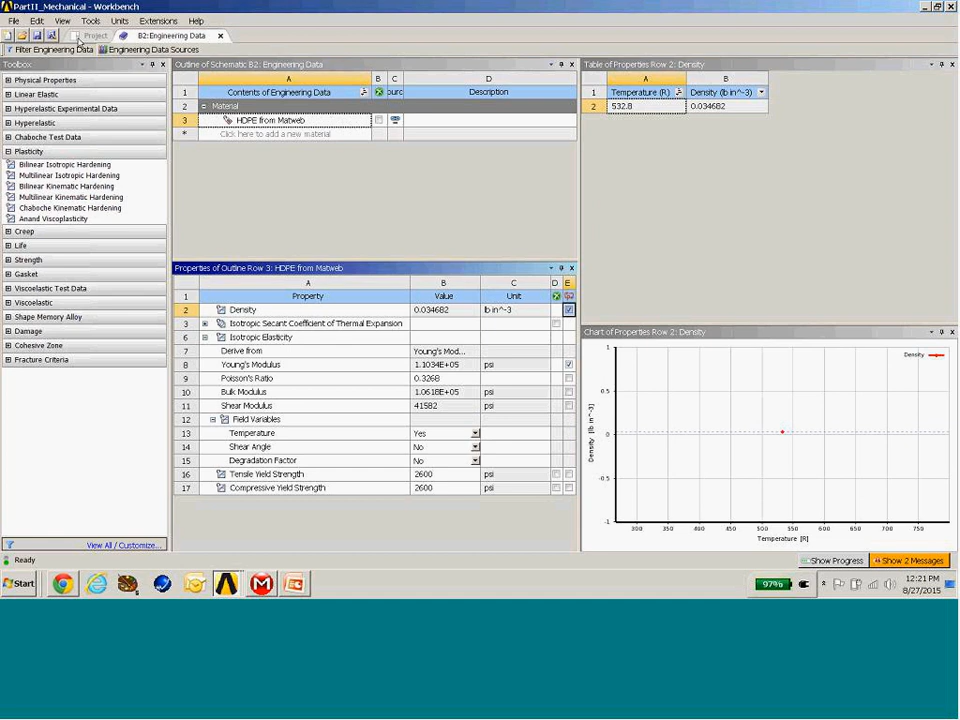 PartII_Mechanical - Workbench
File Edit View Tools Units Extensions Help
Project B2:Engineering Data
Filter Engineering Data Engineering Data Sources
Toolbox
Physical Properties
Linear Elastic
Hyperelastic Experimental Data
Hyperelastic
Chaboche Test Data
Plasticity
Bilinear Isotropic Hardening
Multilinear Isotropic Hardening
Bilinear Kinematic Hardening
Multilinear Kinematic Hardening
Chaboche Kinematic Hardening
Anand Viscoplasticity
Creep
Life
Strength
Gasket
Viscoelastic Test Data
Viscoelastic
Shape Memory Alloy
Damage
Cohesive Zone
Fracture Criteria
View All / Customize...
Outline of Schematic B2: Engineering Data
A B C D
1 Contents of Engineering Data ourc Description
2 Material
3 HDPE from Matweb
* Click here to add a new material
Properties of Outline Row 3: HDPE from Matweb
A B C D E
1 Property Value Unit
2 Density 0.034682 lb in^-3
3 Isotropic Secant Coefficient of Thermal Expansion
6 Isotropic Elasticity
7 Derive from Young's Mod...
8 Young's Modulus 1.1034E+05 psi
9 Poisson's Ratio 0.3268
10 Bulk Modulus 1.0618E+05 psi
11 Shear Modulus 41582 psi
12 Field Variables
13 Temperature Yes
14 Shear Angle No
15 Degradation Factor No
16 Tensile Yield Strength 2600 psi
17 Compressive Yield Strength 2600 psi
Table of Properties Row 2: Density
A B
1 Temperature (R) Density (lb in^-3)
2 532.8 0.034682
Chart of Properties Row 2: Density
Density
1
0.5
0
-0.5
-1
Density [lb in^-3]
300 350 400 450 500 550 600 650 700 750
Temperature [R]
Ready
Show Progress Show 2 Messages
Start
97%
12:21 PM
8/27/2015